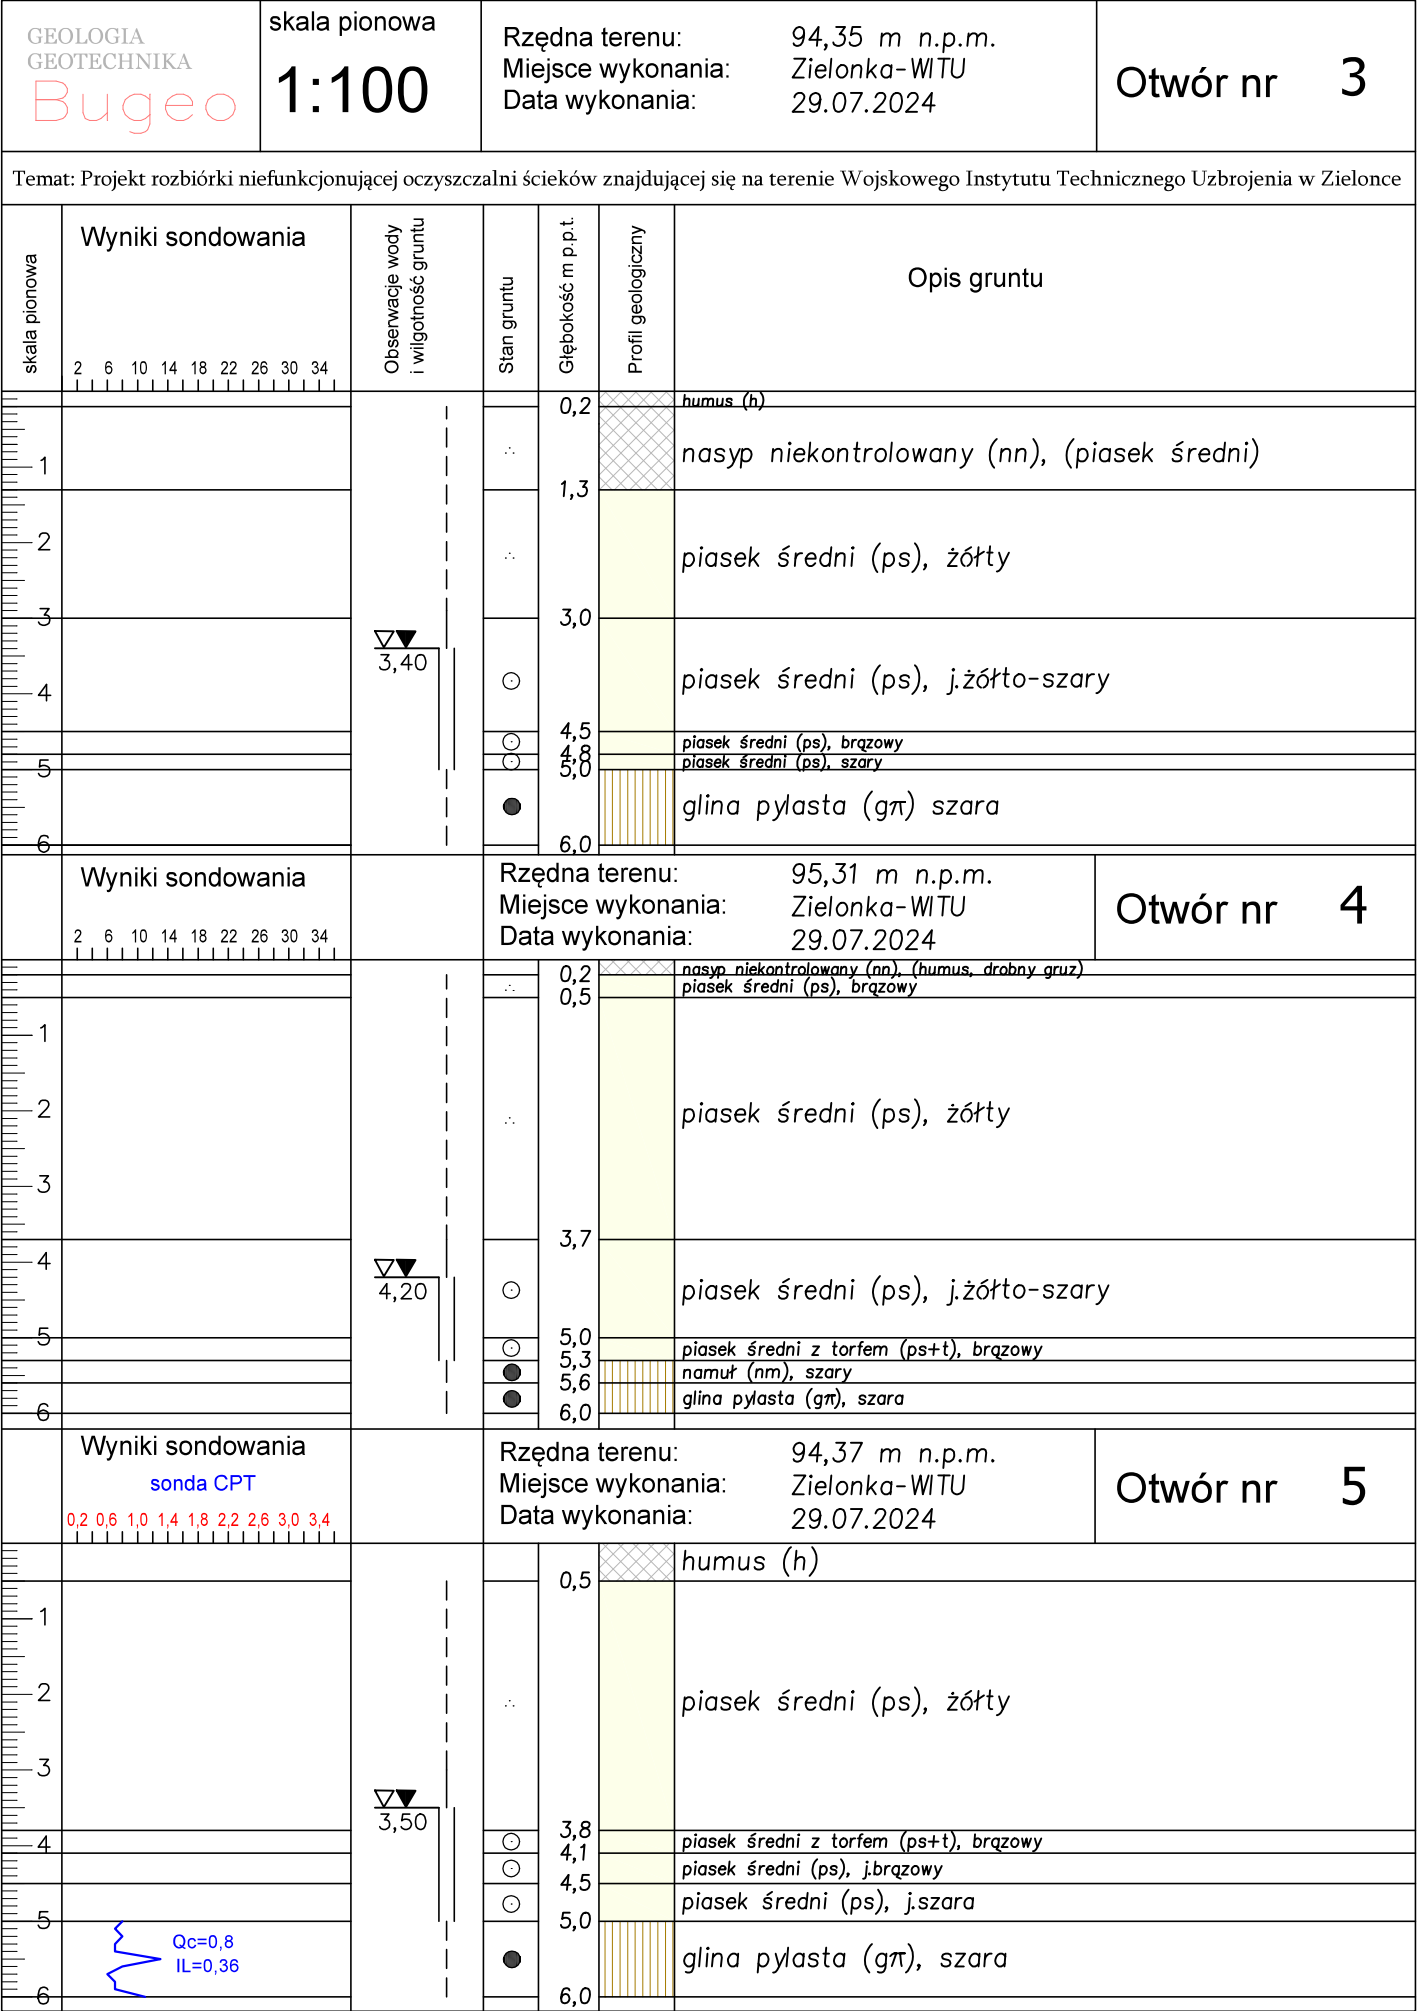 GEOLOGIA
GEOTECHNIKA
Bugeo
skala pionowa
1:100
Rzędna terenu: 94,35 m n.p.m.
Miejsce wykonania: Zielonka-WITU
Data wykonania: 29.07.2024
Otwór nr 3
Temat: Projekt rozbiórki niefunkcjonującej oczyszczalni ścieków znajdującej się na terenie Wojskowego Instytutu Technicznego Uzbrojenia w Zielonce
skala pionowa
Wyniki sondowania
2 6 10 14 18 22 26 30 34
Obserwacje wody
i wilgotność gruntu
Stan gruntu
Głębokość m p.p.t.
Profil geologiczny
Opis gruntu
0,2 humus (h)
1 nasyp niekontrolowany (nn), (piasek średni)
1,3
2 piasek średni (ps), żółty
3 3,0
3,40
4 piasek średni (ps), j.żółto-szary
4,5
piasek średni (ps), brązowy
4,8
piasek średni (ps), szary
5 5,0
glina pylasta (gπ) szara
6 6,0
Wyniki sondowania
2 6 10 14 18 22 26 30 34
Rzędna terenu: 95,31 m n.p.m.
Miejsce wykonania: Zielonka-WITU
Data wykonania: 29.07.2024
Otwór nr 4
nasyp niekontrolowany (nn), (humus, drobny gruz)
0,2
piasek średni (ps), brązowy
0,5
1
2 piasek średni (ps), żółty
3
3,7
4
4,20 piasek średni (ps), j.żółto-szary
5 5,0
piasek średni z torfem (ps+t), brązowy
5,3
namuł (nm), szary
5,6
glina pylasta (gπ), szara
6 6,0
Wyniki sondowania
sonda CPT
0,2 0,6 1,0 1,4 1,8 2,2 2,6 3,0 3,4
Rzędna terenu: 94,37 m n.p.m.
Miejsce wykonania: Zielonka-WITU
Data wykonania: 29.07.2024
Otwór nr 5
humus (h)
0,5
1
2 piasek średni (ps), żółty
3
3,50
3,8
4 piasek średni z torfem (ps+t), brązowy
4,1
piasek średni (ps), j.brązowy
4,5
piasek średni (ps), j.szara
5 5,0
Qc=0,8
IL=0,36
glina pylasta (gπ), szara
6 6,0